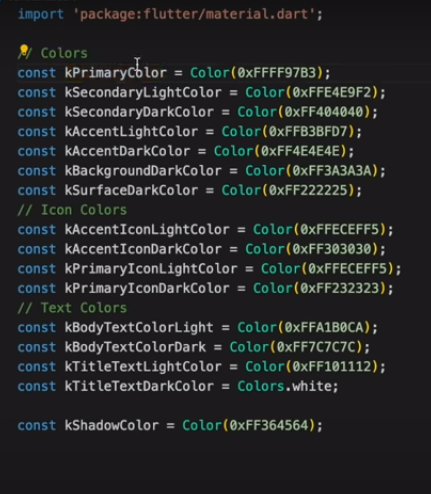 import 'package:flutter/material.dart';
// Colors
const kPrimaryColor = Color(0xFFFF97B3);
const kSecondaryLightColor = Color(0xFFE4E9F2);
const kSecondaryDarkColor = Color(0xFF404040);
const kAccentLightColor = Color(0xFFB3BFD7);
const kAccentDarkColor = Color(0xFF4E4E4E);
const kBackgroundDarkColor = Color(0xFF3A3A3A);
const kSurfaceDarkColor = Color(0xFF222225);
// Icon Colors
const kAccentIconLightColor = Color(0xFFECEFF5);
const kAccentIconDarkColor = Color(0xFF303030);
const kPrimaryIconLightColor = Color(0xFFECEFF5);
const kPrimaryIconDarkColor = Color(0xFF232323);
// Text Colors
const kBodyTextColorLight = Color(0xFFA1B0CA);
const kBodyTextColorDark = Color(0xFF7C7C7C);
const kTitleTextLightColor = Color(0xFF101112);
const kTitleTextDarkColor = Colors.white;
const kShadowColor = Color(0xFF364564);